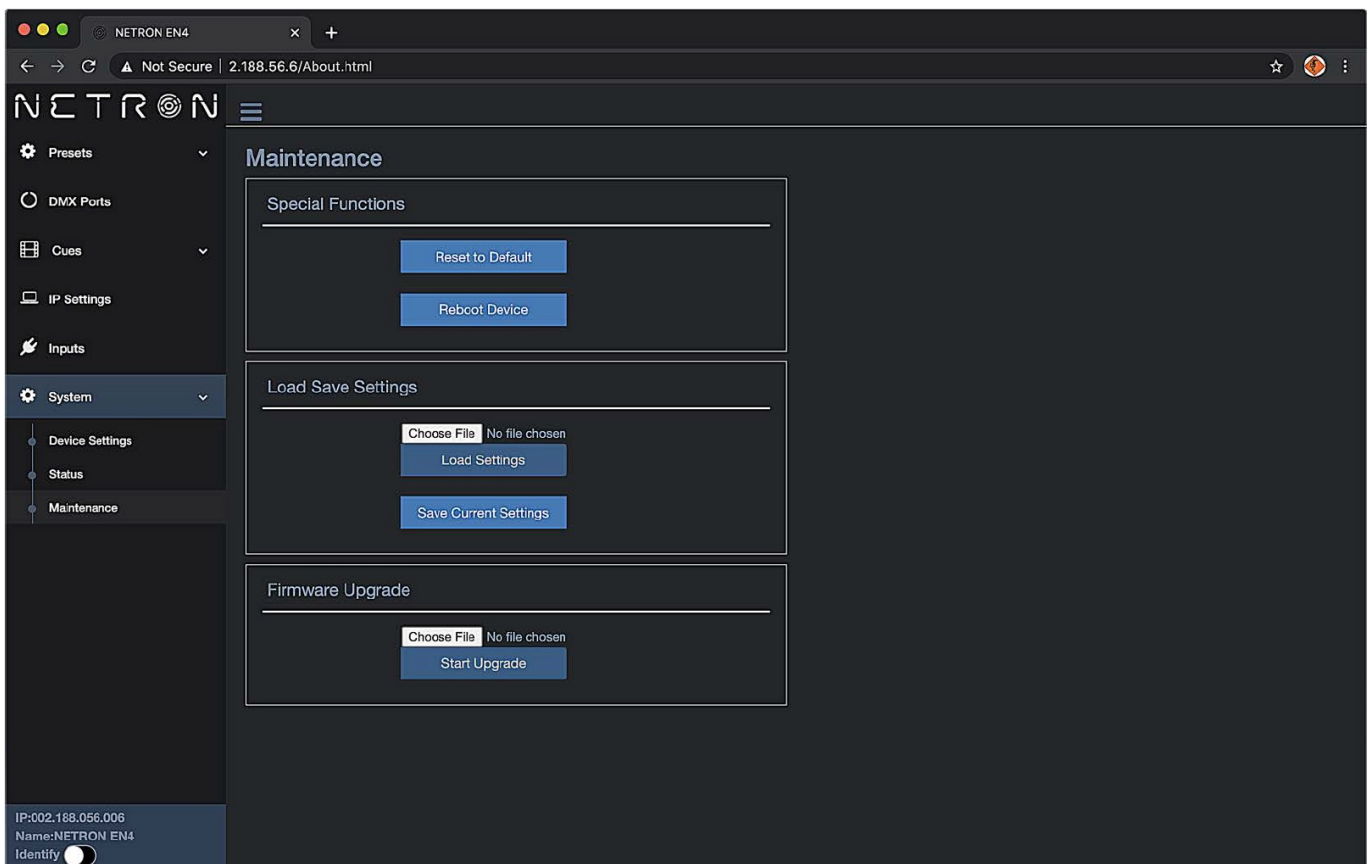 NETRON EN4
Not Secure | 2.188.56.6/About.html
NETRON
Presets
DMX Ports
Cues
IP Settings
Inputs
System
Device Settings
Status
Maintenance
IP:002.188.056.006
Name:NETRON EN4
Identify
Maintenance
Special Functions
Reset to Default
Reboot Device
Load Save Settings
Choose File No file chosen
Load Settings
Save Current Settings
Firmware Upgrade
Choose File No file chosen
Start Upgrade